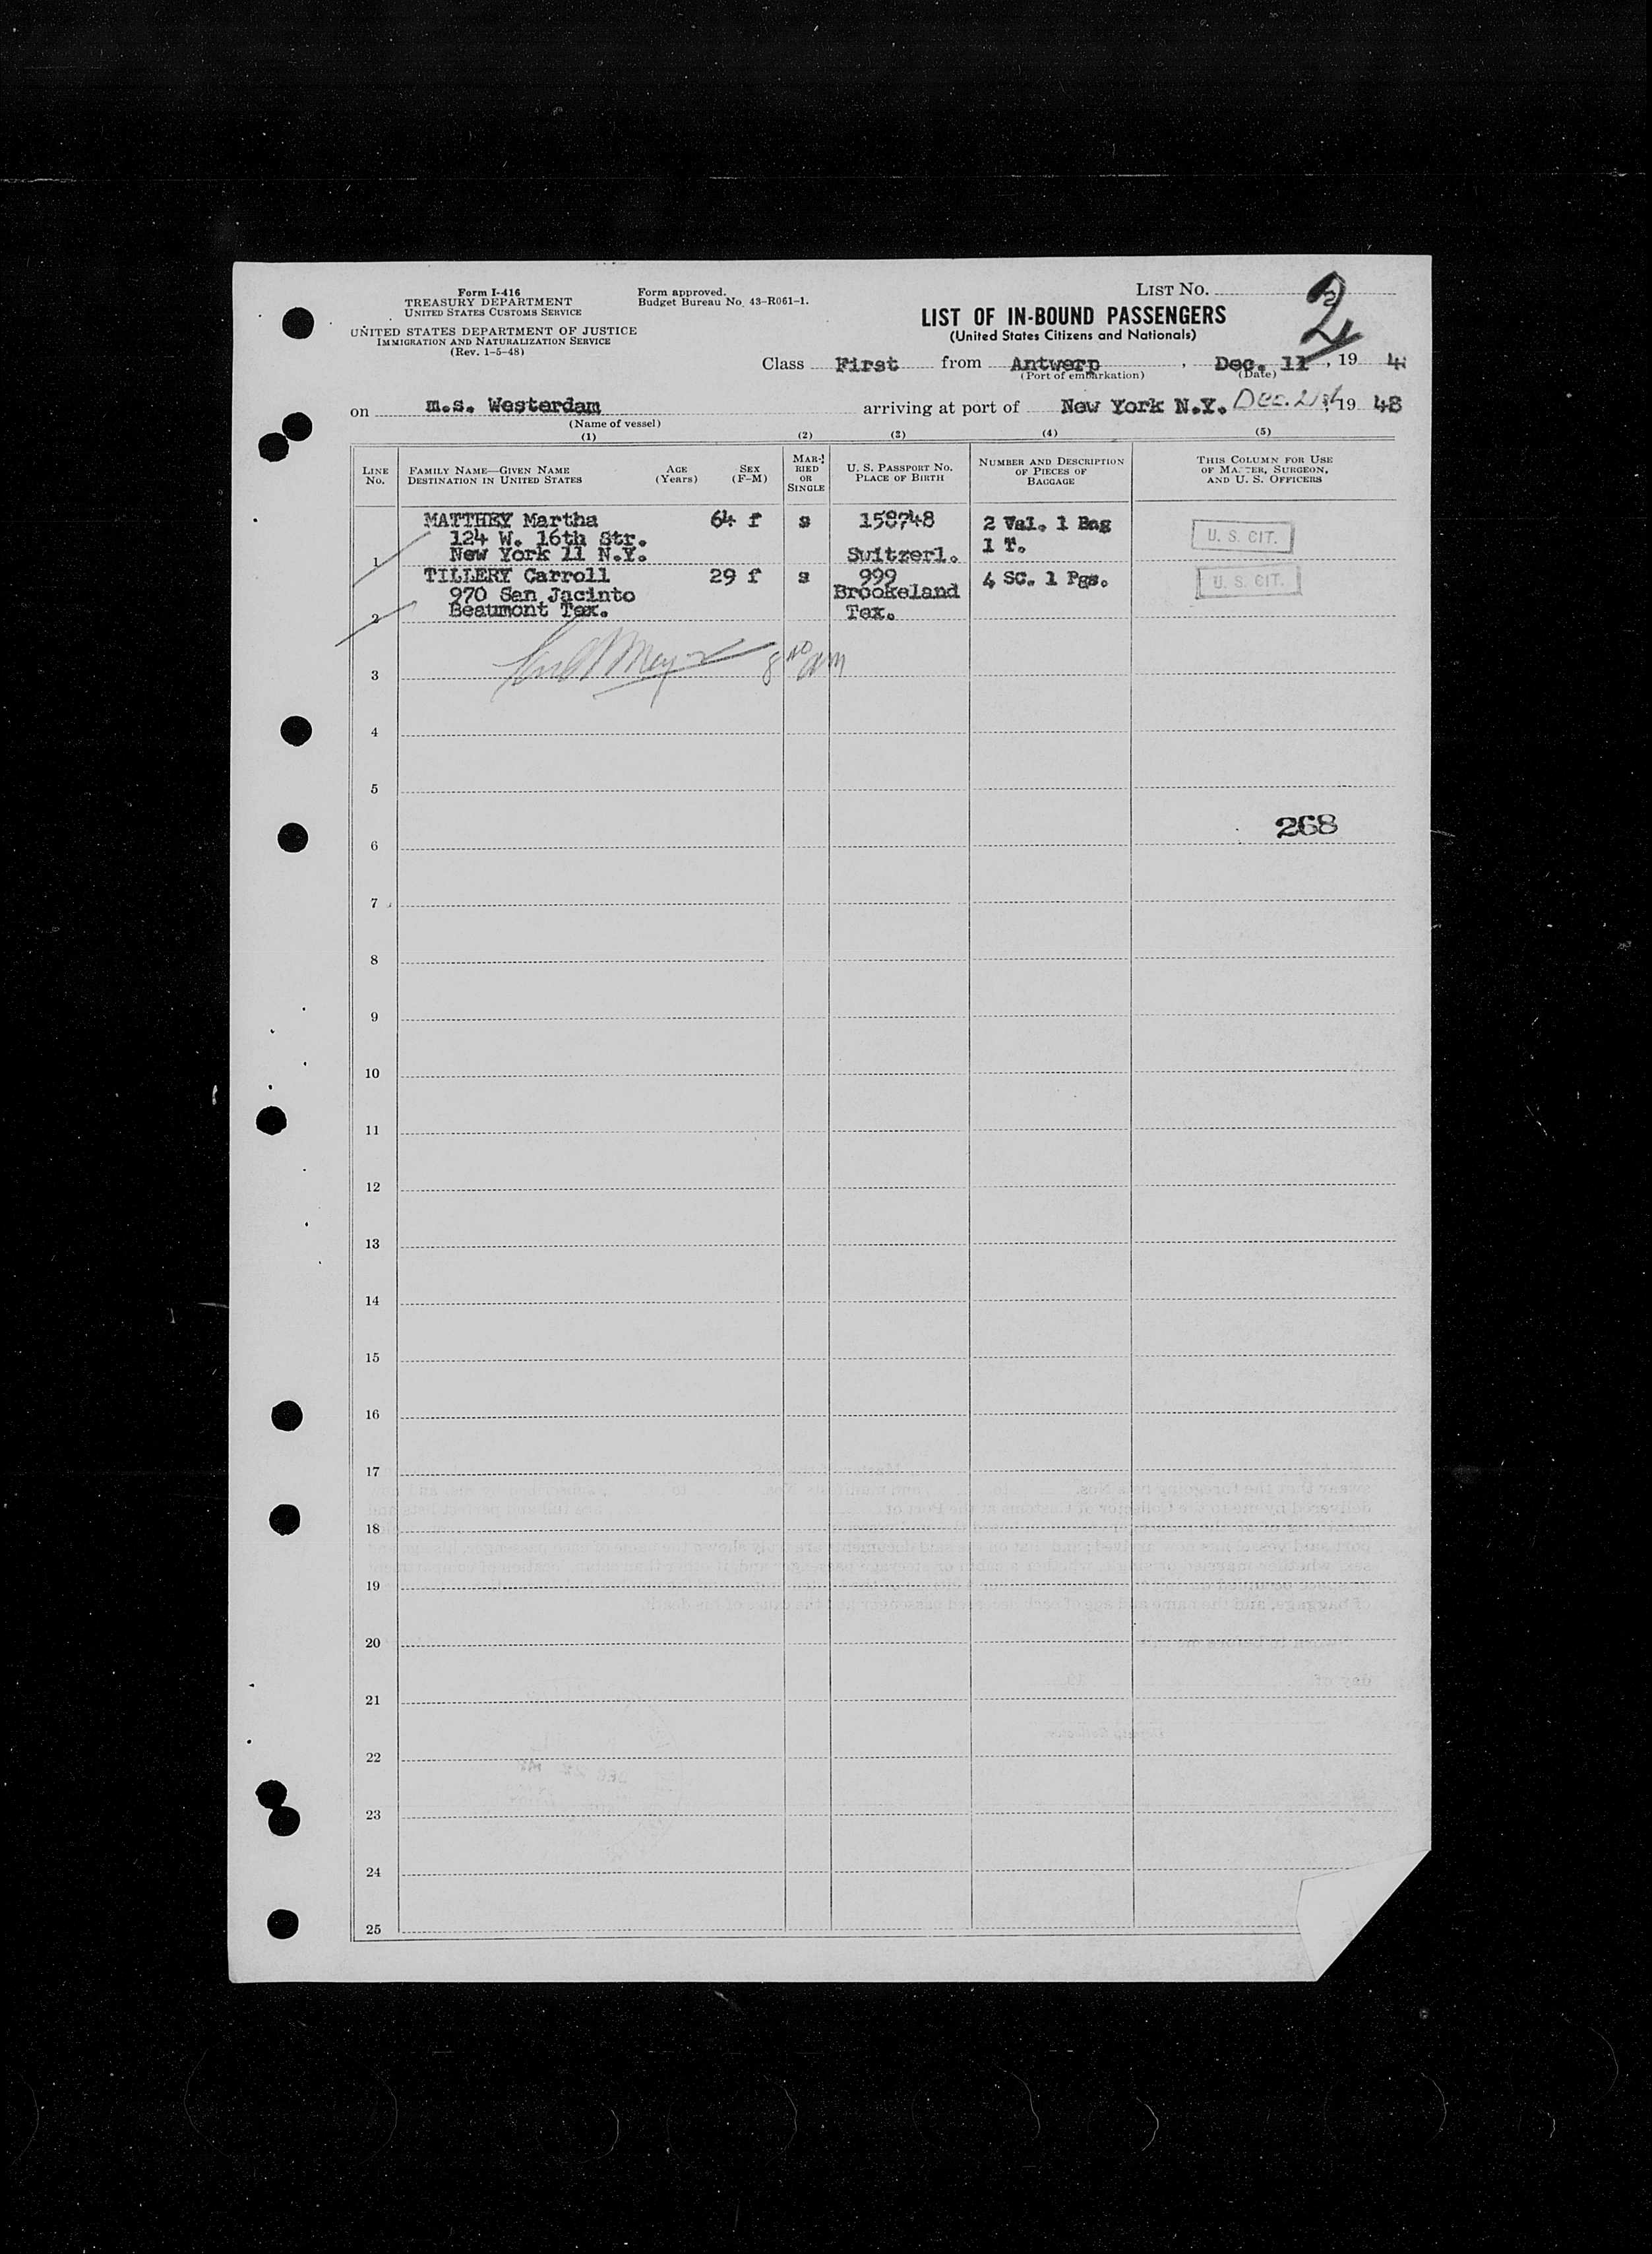 Form I-416
TREASURY DEPARTMENT
UNITED STATES CUSTOMS SERVICE
UNITED STATES DEPARTMENT OF JUSTICE
IMMIGRATION AND NATURALIZATION SERVICE
(Rev. 1-5-48)
Form approved.
Budget Bureau No. 43-R061-1.
LIST NO. 2
LIST OF IN-BOUND PASSENGERS
(United States Citizens and Nationals)
Class First from Antwerp, Dec. 11, 19 4
(Port of embarkation) (Date)
on m.s. Westerdam arriving at port of New York N.Y. Dec. 21st, 19 48
(Name of vessel)
(1) (2) (3) (4) (5)
LINE NO.
FAMILY NAME—GIVEN NAME
DESTINATION IN UNITED STATES
AGE (Years)
SEX (F-M)
MARRIED OR SINGLE
U. S. PASSPORT NO.
PLACE OF BIRTH
NUMBER AND DESCRIPTION OF PIECES OF BAGGAGE
THIS COLUMN FOR USE OF MASTER, SURGEON, AND U. S. OFFICERS
MATTHEY Martha 64 f s 158748 2 Val. 1 Bag
124 W. 16th Str. 1 T. U. S. CIT.
1 New York 11 N.Y. Switzerl.
TILLERY Carroll 29 f s 999 4 SC. 1 Pgs. U. S. CIT.
970 San Jacinto Brookeland
2 Beaumont Tex. Tex.
8 40 AM
3
4
5
268
6
7
8
9
10
11
12
13
14
15
16
17
18
19
20
21
22
23
24
25